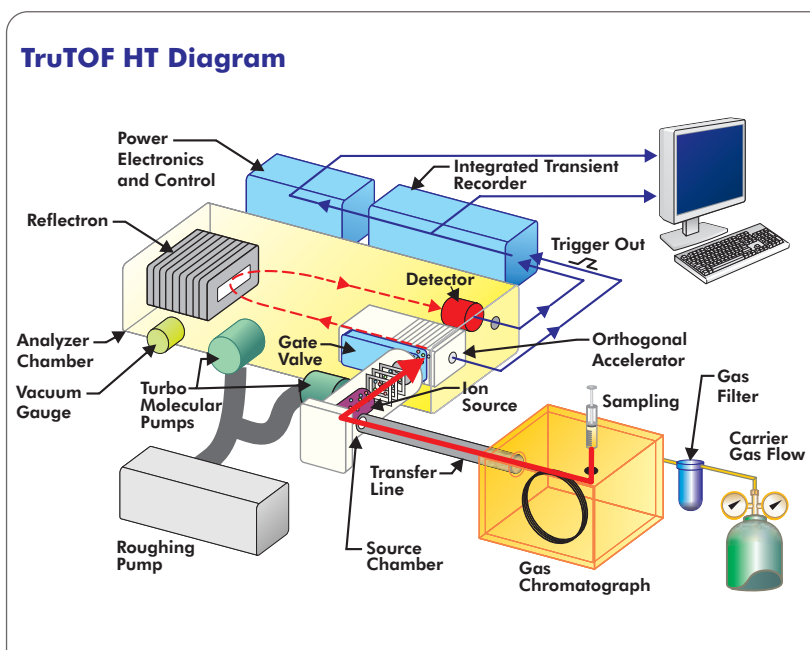 TruTOF HT Diagram
Power
Electronics
and Control
Integrated Transient
Recorder
Reflectron
Trigger Out
Detector
Analyzer
Chamber
Gate
Valve
Orthogonal
Accelerator
Vacuum
Gauge
Turbo
Molecular
Pumps
Ion
Source
Sampling
Gas
Filter
Carrier
Gas Flow
Transfer
Line
Roughing
Pump
Source
Chamber
Gas
Chromatograph